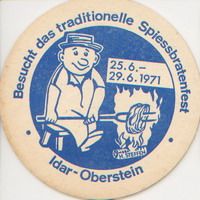 Besucht das traditionelle Spiessbratenfest
25.6.–
29.6.1971
Idar-Oberstein